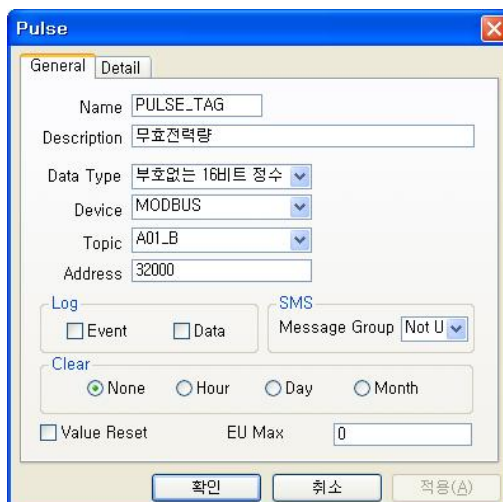 Pulse
General Detail
Name PULSE_TAG
Description 무효전력량
Data Type 부호없는 16비트 정수
Device MODBUS
Topic A01_B
Address 32000
Log SMS
Event Data Message Group Not U
Clear
None Hour Day Month
Value Reset EU Max 0
확인 취소 적용(A)